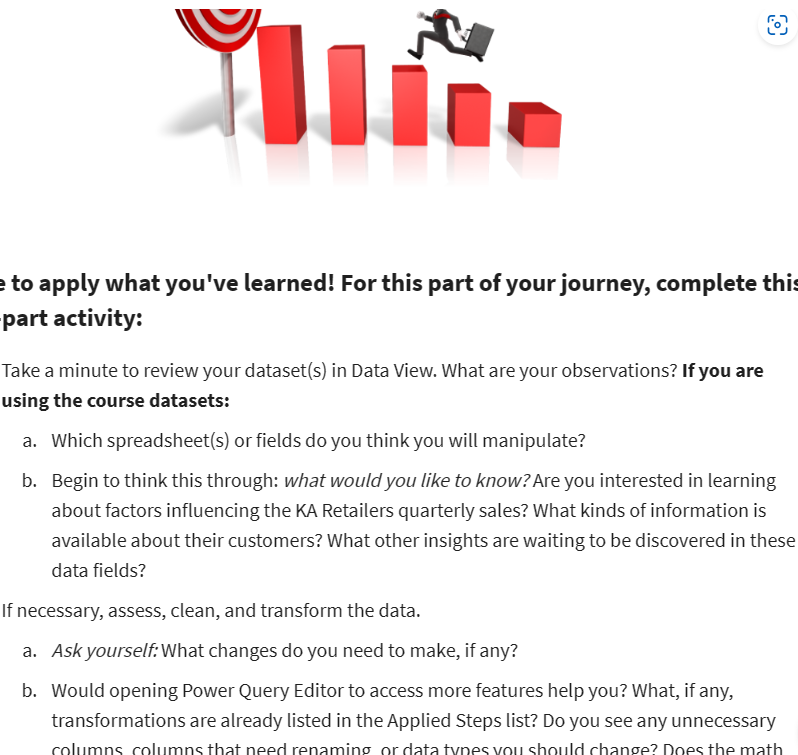 e to apply what you've learned! For this part of your journey, complete this
-part activity:
Take a minute to review your dataset(s) in Data View. What are your observations? If you are
using the course datasets:
a. Which spreadsheet(s) or fields do you think you will manipulate?
b. Begin to think this through: what would you like to know? Are you interested in learning
about factors influencing the KA Retailers quarterly sales? What kinds of information is
available about their customers? What other insights are waiting to be discovered in these
data fields?
If necessary, assess, clean, and transform the data.
a. Ask yourself: What changes do you need to make, if any?
b. Would opening Power Query Editor to access more features help you? What, if any,
transformations are already listed in the Applied Steps list? Do you see any unnecessary
columns, columns that need renaming, or data types you should change? Does the math